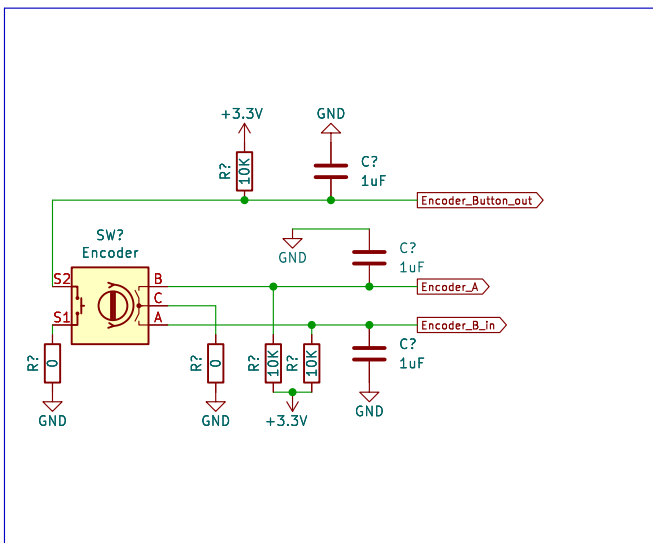 +3.3V
GND
R?
10K
C?
1uF
Encoder_Button_out
SW?
Encoder
GND
C?
1uF
S2
B
Encoder_A
C
S1
A
Encoder_B_in
R?
0
R?
0
R?
10K
R?
10K
C?
1uF
GND
GND
+3.3V
GND